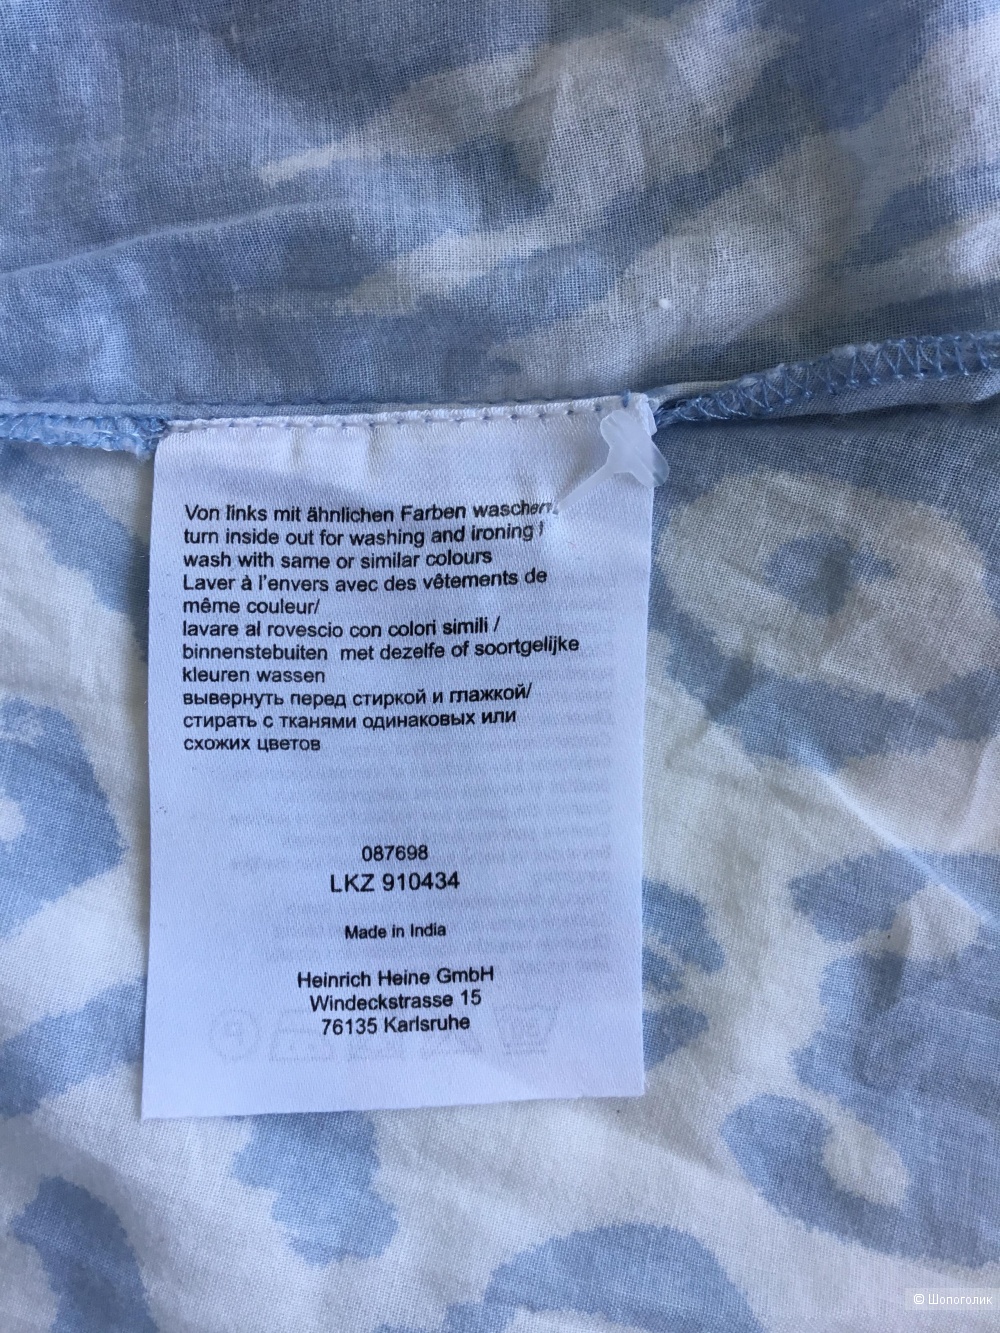 Von links mit ähnlichen Farben waschen
turn inside out for washing and ironing /
wash with same or similar colours
Laver à l'envers avec des vêtements de
même couleur/
lavare al rovescio con colori simili /
binnenstebuiten met dezelfe of soortgelijke
kleuren wassen
вывернуть перед стиркой и глажкой/
стирать с тканями одинаковых или
схожих цветов
087698
LKZ 910434
Made in India
Heinrich Heine GmbH
Windeckstrasse 15
76135 Karlsruhe
© Шопоголик